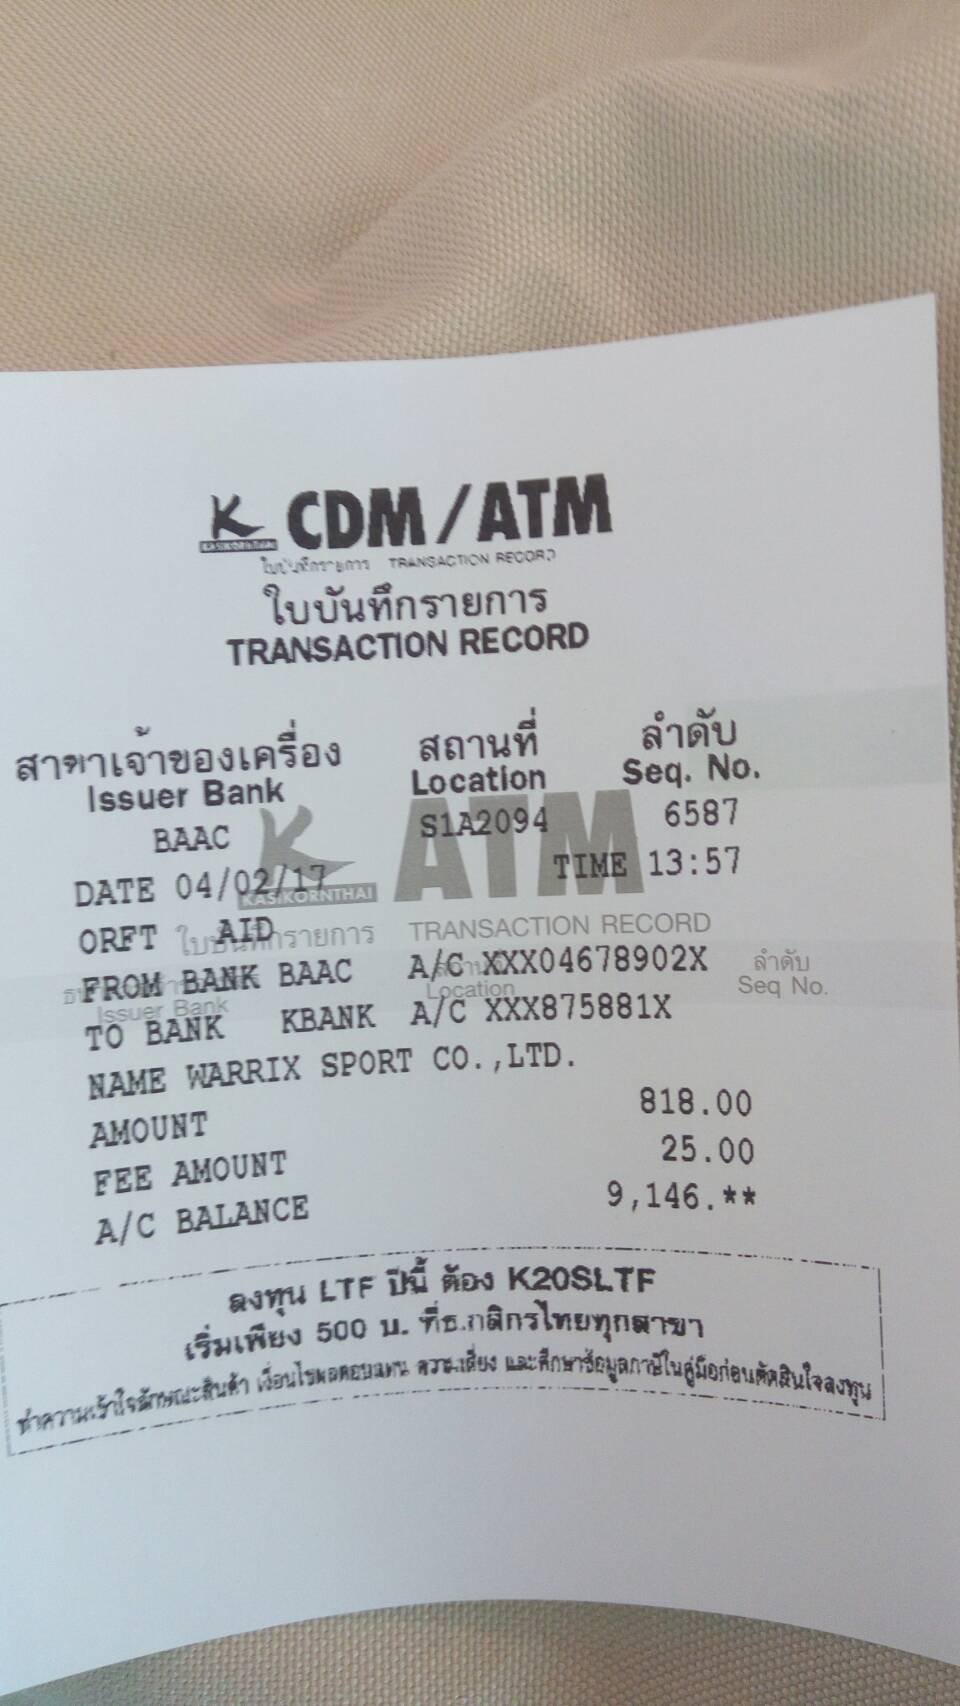 K CDM/ATM
KASIKORNTHAI
ใบบันทึกรายการ TRANSACTION RECORD
ใบบันทึกรายการ
TRANSACTION RECORD
สาขาเจ้าของเครื่อง สถานที่ ลำดับ
Issuer Bank Location Seq. No.
K ATM
KASIKORNTHAI
BAAC S1A2094 6587
DATE 04/02/17 TIME 13:57
ใบบันทึกรายการ TRANSACTION RECORD
ORFT AID
FROM BANK BAAC A/C XXX04678902X
สถานที่ ลำดับ
Issuer Bank Location Seq No.
TO BANK KBANK A/C XXX875881X
NAME WARRIX SPORT CO.,LTD.
AMOUNT 818.00
FEE AMOUNT 25.00
A/C BALANCE 9,146.**
ลงทุน LTF ปีนี้ ต้อง K20SLTF
เริ่มเพียง 500 บ. ที่ธ.กสิกรไทยทุกสาขา
ทำความเข้าใจลักษณะสินค้า เงื่อนไขผลตอบแทน ความเสี่ยง และศึกษาข้อมูลภาษีในคู่มือก่อนตัดสินใจลงทุน